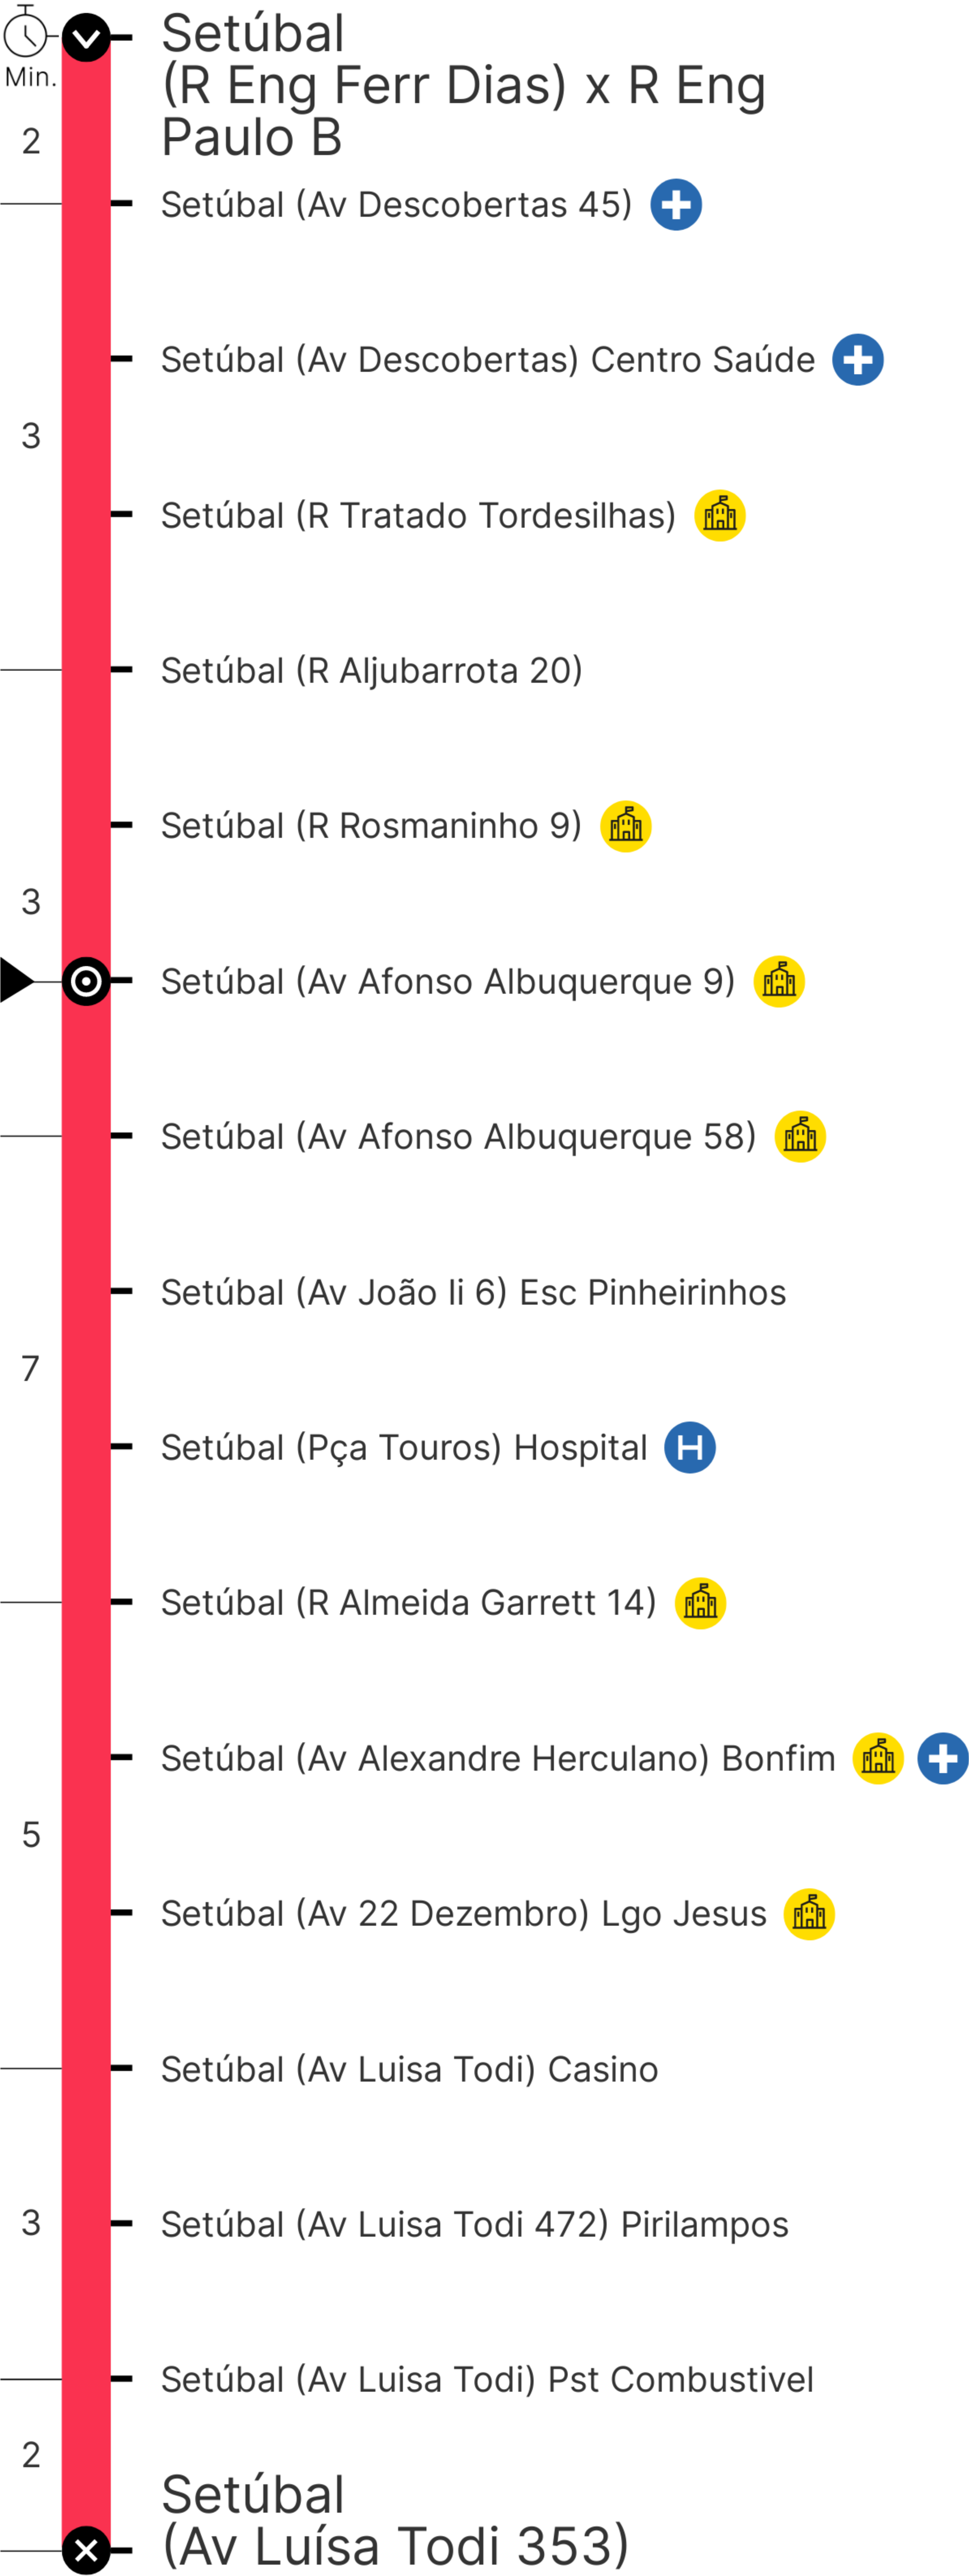 Min.
Setúbal
(R Eng Ferr Dias) x R Eng
Paulo B
2
Setúbal (Av Descobertas 45)
Setúbal (Av Descobertas) Centro Saúde
3
Setúbal (R Tratado Tordesilhas)
Setúbal (R Aljubarrota 20)
Setúbal (R Rosmaninho 9)
3
Setúbal (Av Afonso Albuquerque 9)
Setúbal (Av Afonso Albuquerque 58)
Setúbal (Av João Ii 6) Esc Pinheirinhos
7
Setúbal (Pça Touros) Hospital H
Setúbal (R Almeida Garrett 14)
Setúbal (Av Alexandre Herculano) Bonfim
5
Setúbal (Av 22 Dezembro) Lgo Jesus
Setúbal (Av Luisa Todi) Casino
3
Setúbal (Av Luisa Todi 472) Pirilampos
Setúbal (Av Luisa Todi) Pst Combustivel
2
Setúbal
(Av Luísa Todi 353)